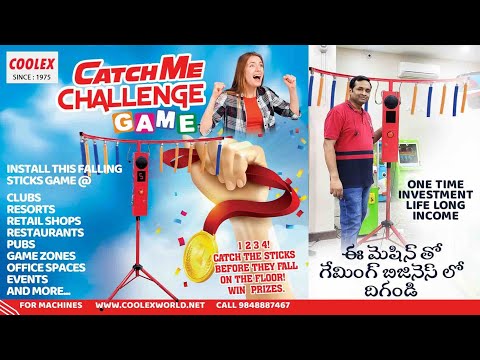 COOLEX
SINCE : 1975
CATCH ME
CHALLENGE
GAME
INSTALL THIS FALLING
STICKS GAME @
CLUBS
RESORTS
RETAIL SHOPS
RESTAURANTS
PUBS
GAME ZONES
OFFICE SPACES
EVENTS
AND MORE...
1 2 3 4!
CATCH THE STICKS
BEFORE THEY FALL
ON THE FLOOR!
WIN PRIZES.
ONE TIME
INVESTMENT
LIFE LONG
INCOME
ఈ మెషిన్ తో
గేమింగ్ బిజినెస్ లో
దిగండి
FOR MACHINES
WWW.COOLEXWORLD.NET
CALL 9848887467